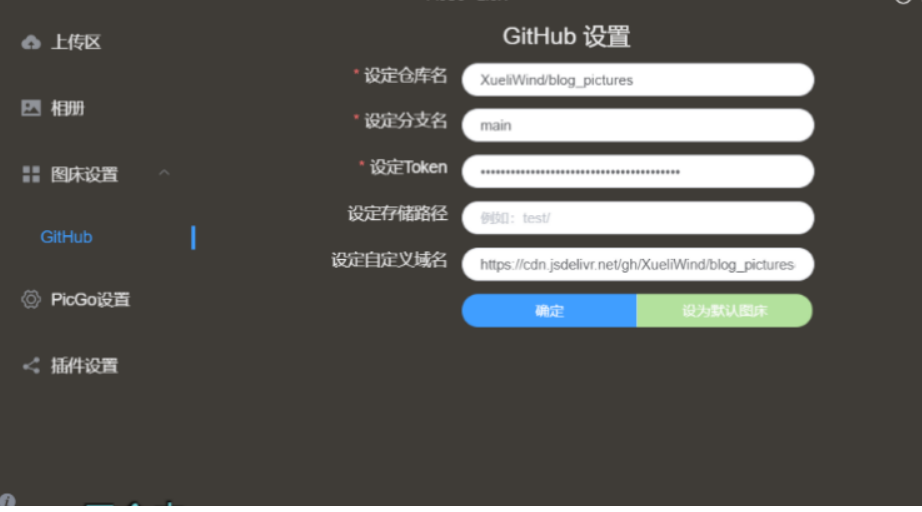 上传区
相册
图床设置
GitHub
PicGo设置
插件设置
GitHub 设置
* 设定仓库名 XueliWind/blog_pictures
* 设定分支名 main
* 设定Token ••••••••••••••••••••••••••••••••••••••••
设定存储路径 例如：test/
设定自定义域名 https://cdn.jsdelivr.net/gh/XueliWind/blog_pictures
确定 设为默认图床